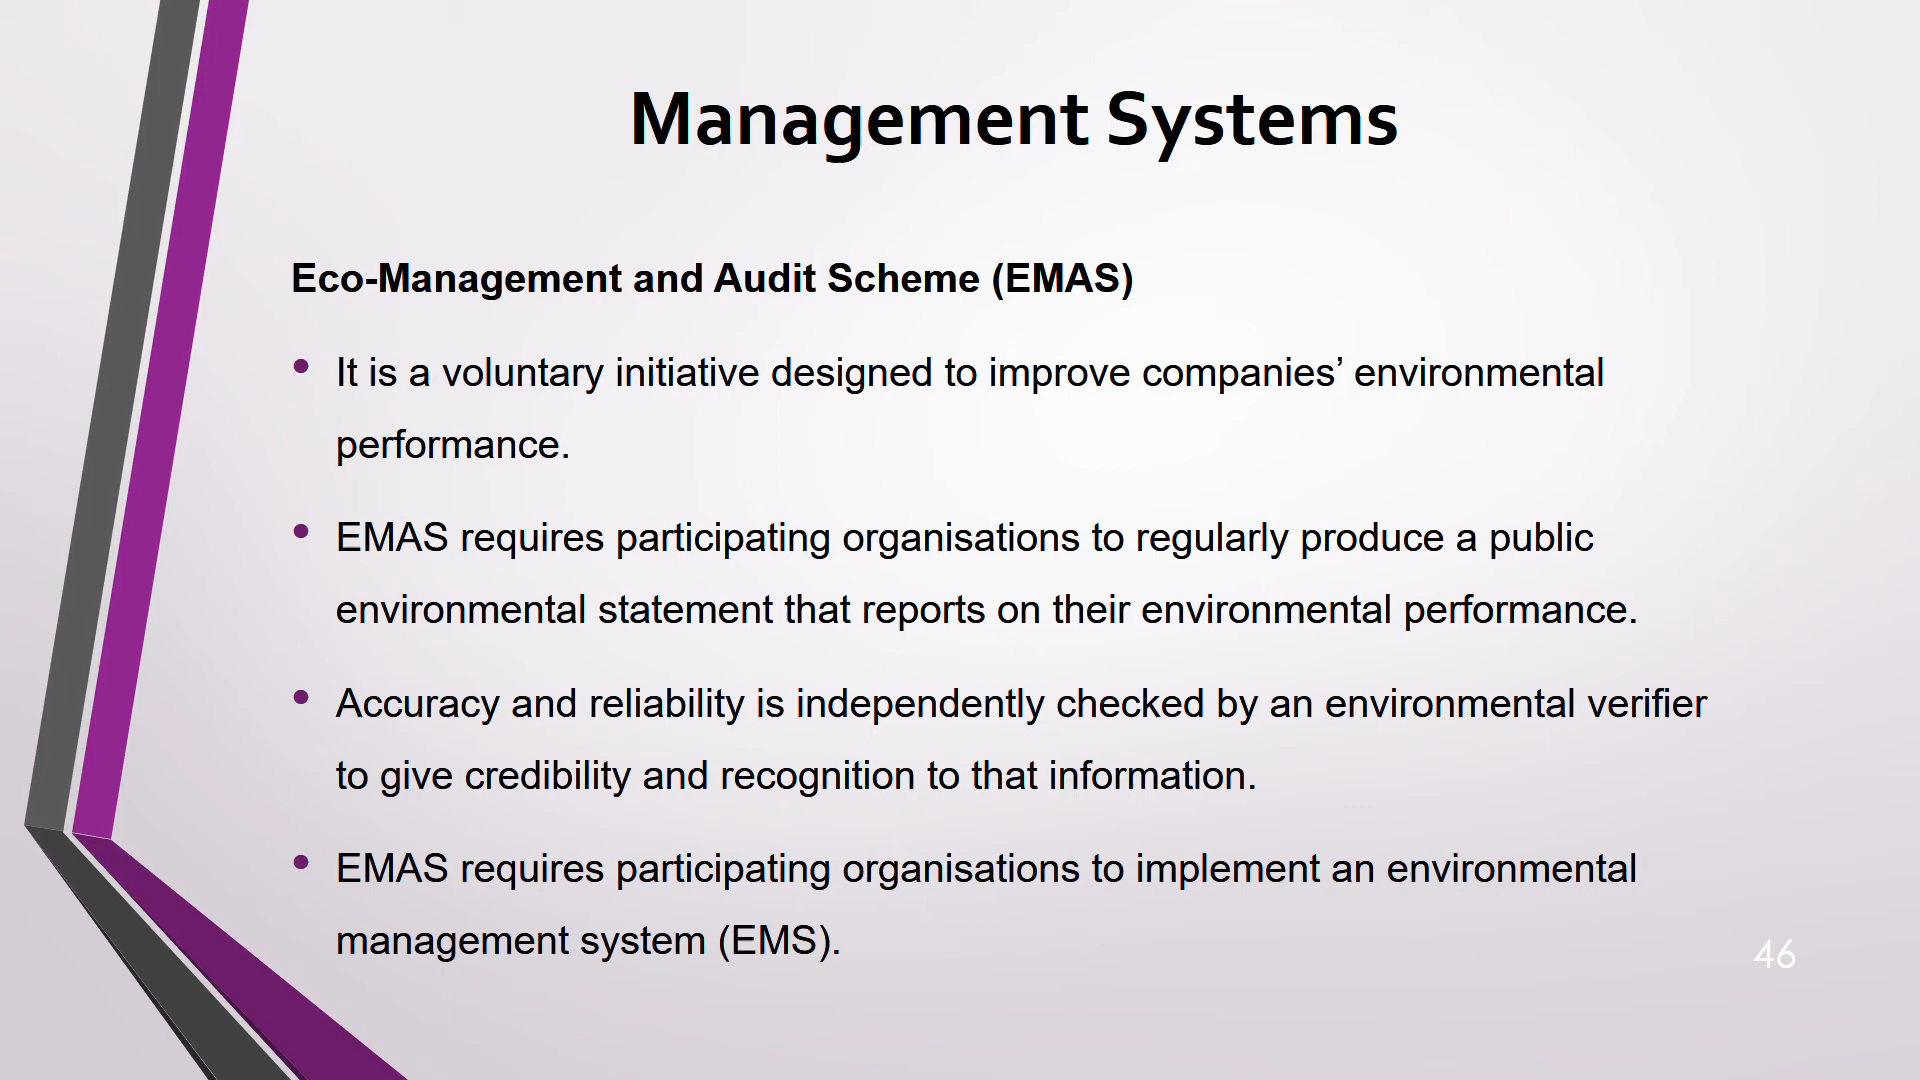 Management Systems
Eco-Management and Audit Scheme (EMAS)
• It is a voluntary initiative designed to improve companies’ environmental
performance.
• EMAS requires participating organisations to regularly produce a public
environmental statement that reports on their environmental performance.
• Accuracy and reliability is independently checked by an environmental verifier
to give credibility and recognition to that information.
• EMAS requires participating organisations to implement an environmental
management system (EMS).
46